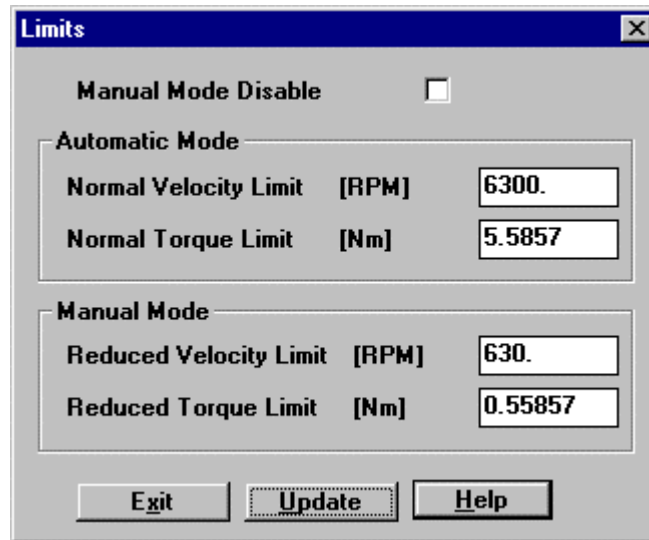 Limits
Manual Mode Disable
Automatic Mode
Normal Velocity Limit [RPM] 6300.
Normal Torque Limit [Nm] 5.5857
Manual Mode
Reduced Velocity Limit [RPM] 630.
Reduced Torque Limit [Nm] 0.55857
Exit Update Help